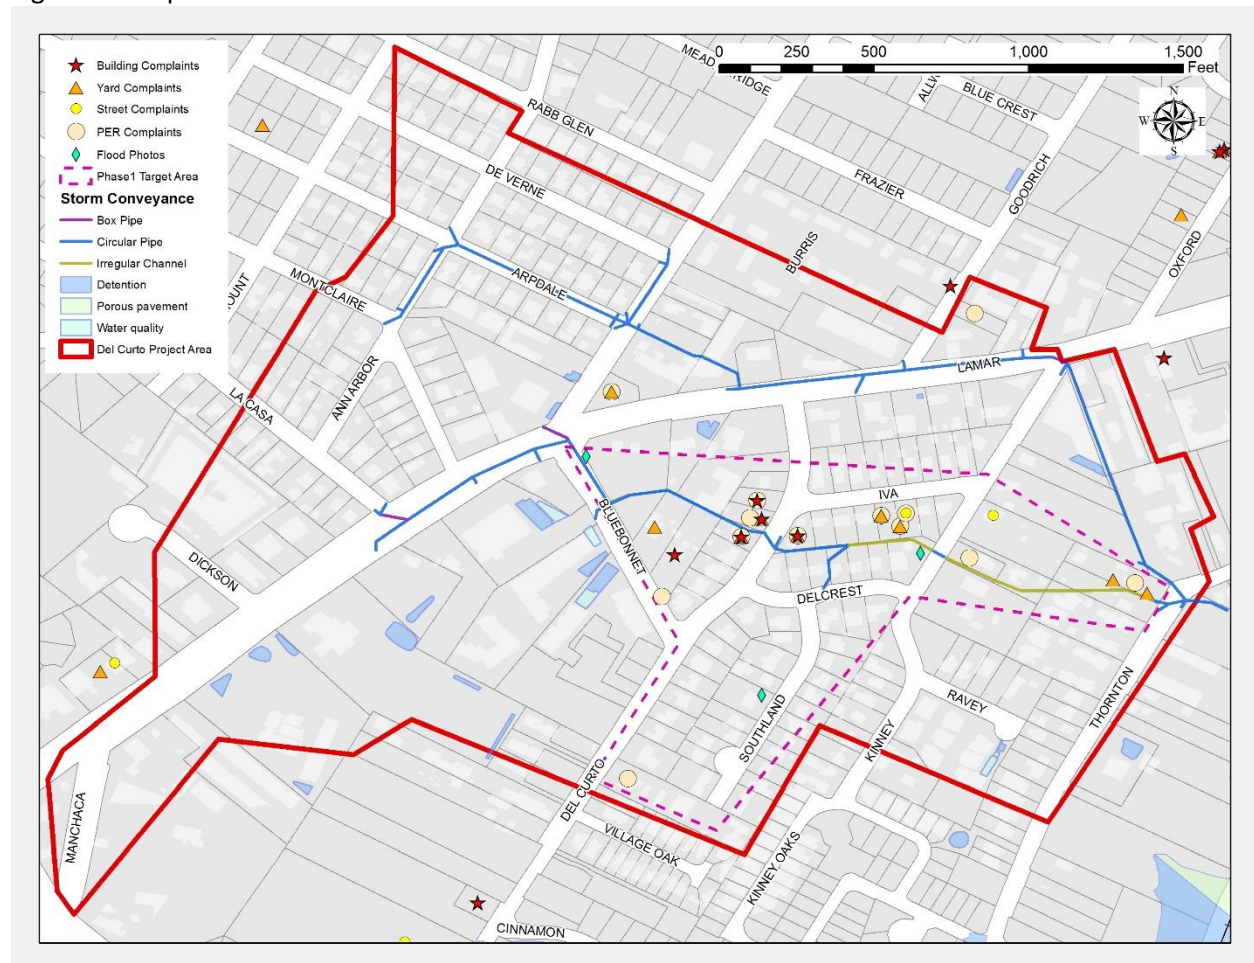 Building Complaints
Yard Complaints
Street Complaints
PER Complaints
Flood Photos
Phase1 Target Area
Storm Conveyance
Box Pipe
Circular Pipe
Irregular Channel
Detention
Porous pavement
Water quality
Del Curto Project Area
0 250 500 1,000 1,500
Feet
N
W E
S
RABB GLEN
BLUE CREST
DE VERNE
FRAZIER
GOODRICH
BURRIS
OXFORD
MONTCLAIRE
ARPDALE
LAMAR
ANN ARBOR
LA CASA
IVA
BLUEBONNET
DICKSON
DELCREST
RAVEY
THORNTON
SOUTHLAND
KINNEY
DEL CURTO
MANCHACA
VILLAGE OAK
KINNEY OAKS
CINNAMON